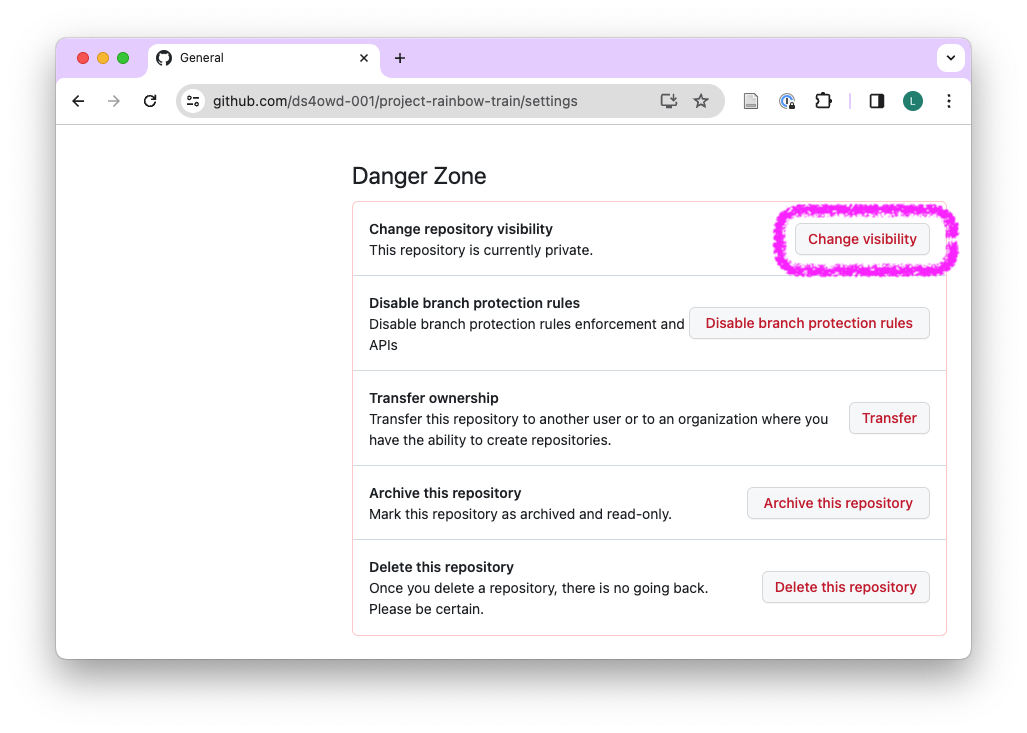 General
github.com/ds4owd-001/project-rainbow-train/settings
L
Danger Zone
Change repository visibility
This repository is currently private.
Change visibility
Disable branch protection rules
Disable branch protection rules enforcement and
APIs
Disable branch protection rules
Transfer ownership
Transfer this repository to another user or to an organization where you
have the ability to create repositories.
Transfer
Archive this repository
Mark this repository as archived and read-only.
Archive this repository
Delete this repository
Once you delete a repository, there is no going back.
Please be certain.
Delete this repository